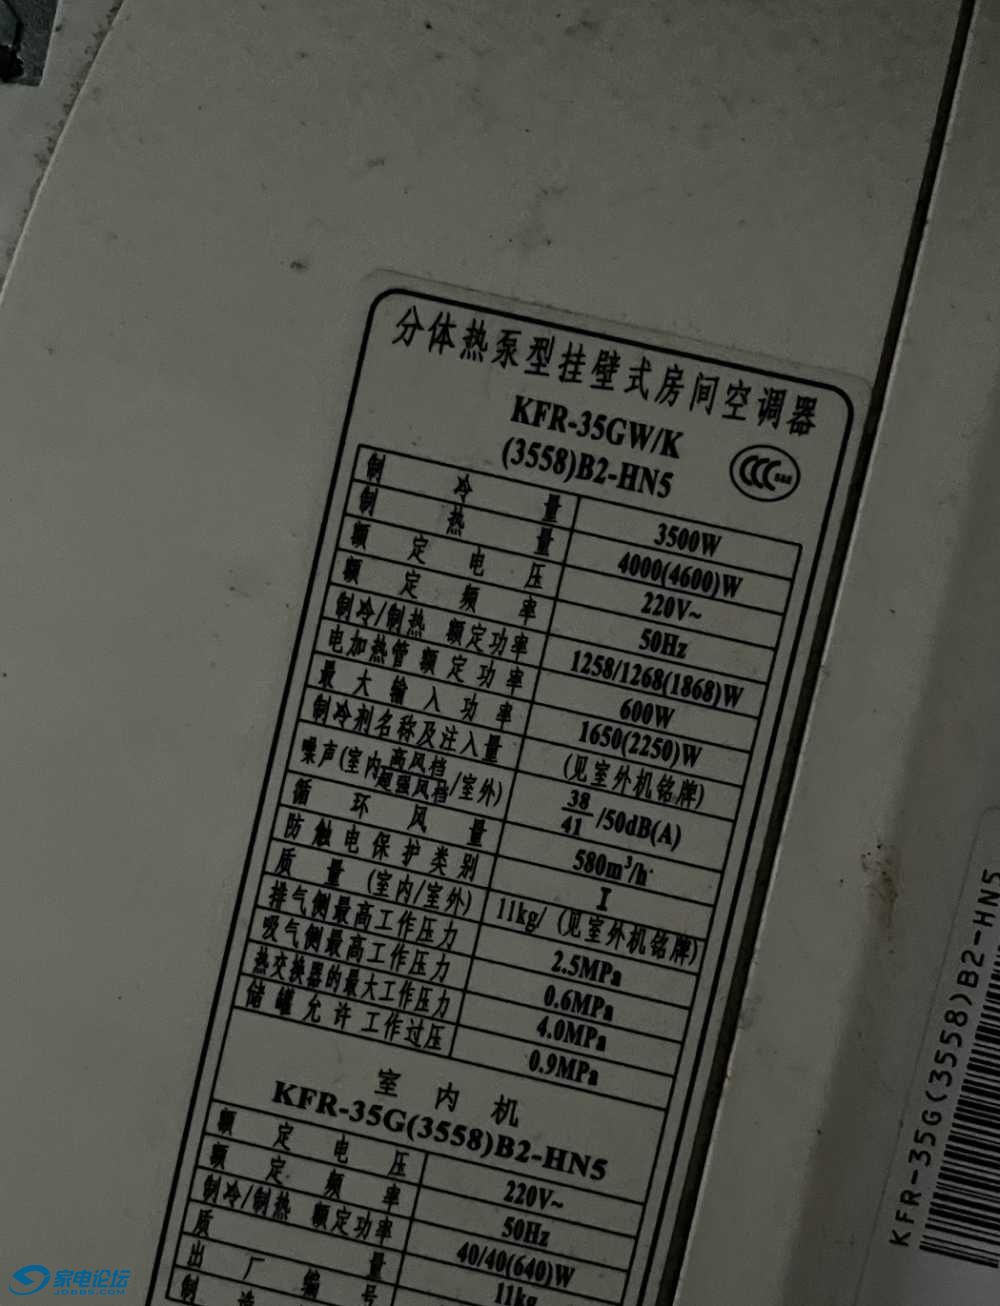 分体热泵型挂壁式房间空调器
KFR-35GW/K
(3558)B2-HN5
制冷量 3500W
制热量 4000(4600)W
额定电压 220V~
额定频率 50Hz
制冷/制热 额定功率 1258/1268(1868)W
电加热管额定功率 600W
最大输入功率 1650(2250)W
制冷剂名称及注入量 (见室外机铭牌)
噪声(室内高风档/超强风档/室外) 38/41/50dB(A)
循环风量 580m³/h
防触电保护类别 I
质量(室内/室外) 11kg/(见室外机铭牌)
排气侧最高工作压力 2.5MPa
吸气侧最高工作压力 0.6MPa
热交换器的最大工作压力 4.0MPa
储罐允许工作过压 0.9MPa
室内机
KFR-35G(3558)B2-HN5
额定电压 220V~
额定频率 50Hz
制冷/制热 额定功率 40/40(640)W
质量 11kg
出厂编号
制造
KFR-35G(3558)B2-HN5
家电论坛
JDBBS.COM